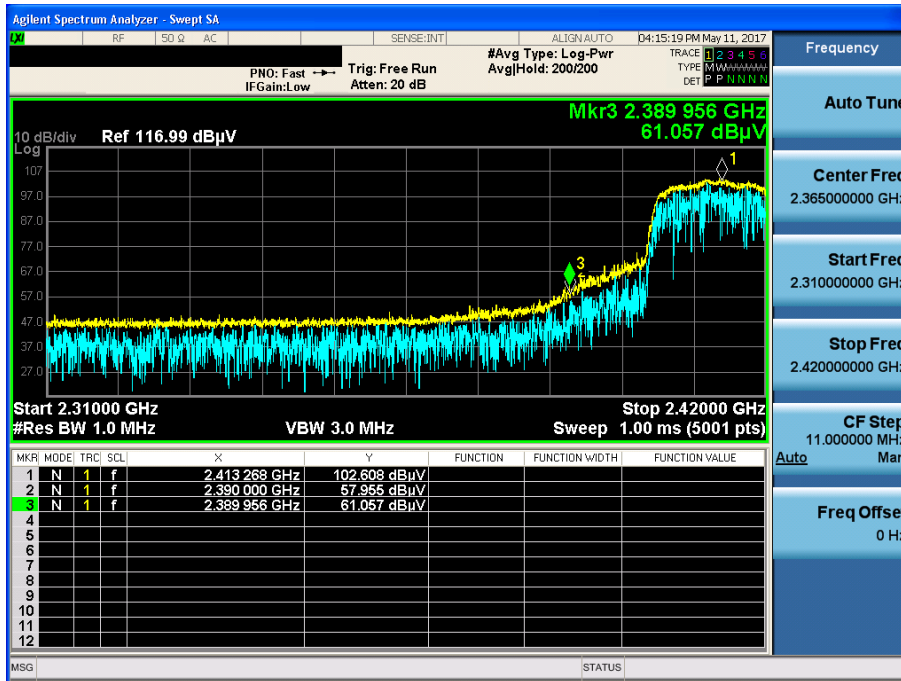 Agilent Spectrum Analyzer - Swept SA
LXI RF 50 Ω AC SENSE:INT ALIGN AUTO 04:15:19 PM May 11, 2017
PNO: Fast Trig: Free Run #Avg Type: Log-Pwr TRACE 1 2 3 4 5 6
IFGain:Low Atten: 20 dB Avg|Hold: 200/200 TYPE M W W W W W
DET P P N N N N
Mkr3 2.389 956 GHz
61.057 dBµV
10 dB/div Ref 116.99 dBµV
Log
107
97.0
87.0
77.0
67.0
57.0
47.0
37.0
27.0
1
3
Start 2.31000 GHz Stop 2.42000 GHz
#Res BW 1.0 MHz VBW 3.0 MHz Sweep 1.00 ms (5001 pts)
MKR MODE TRC SCL X Y FUNCTION FUNCTION WIDTH FUNCTION VALUE
1 N 1 f 2.413 268 GHz 102.608 dBµV
2 N 1 f 2.390 000 GHz 57.955 dBµV
3 N 1 f 2.389 956 GHz 61.057 dBµV
4
5
6
7
8
9
10
11
12
MSG STATUS
Frequency
Auto Tune
Center Freq
2.365000000 GHz
Start Freq
2.310000000 GHz
Stop Freq
2.420000000 GHz
CF Step
11.000000 MHz
Auto Man
Freq Offset
0 Hz